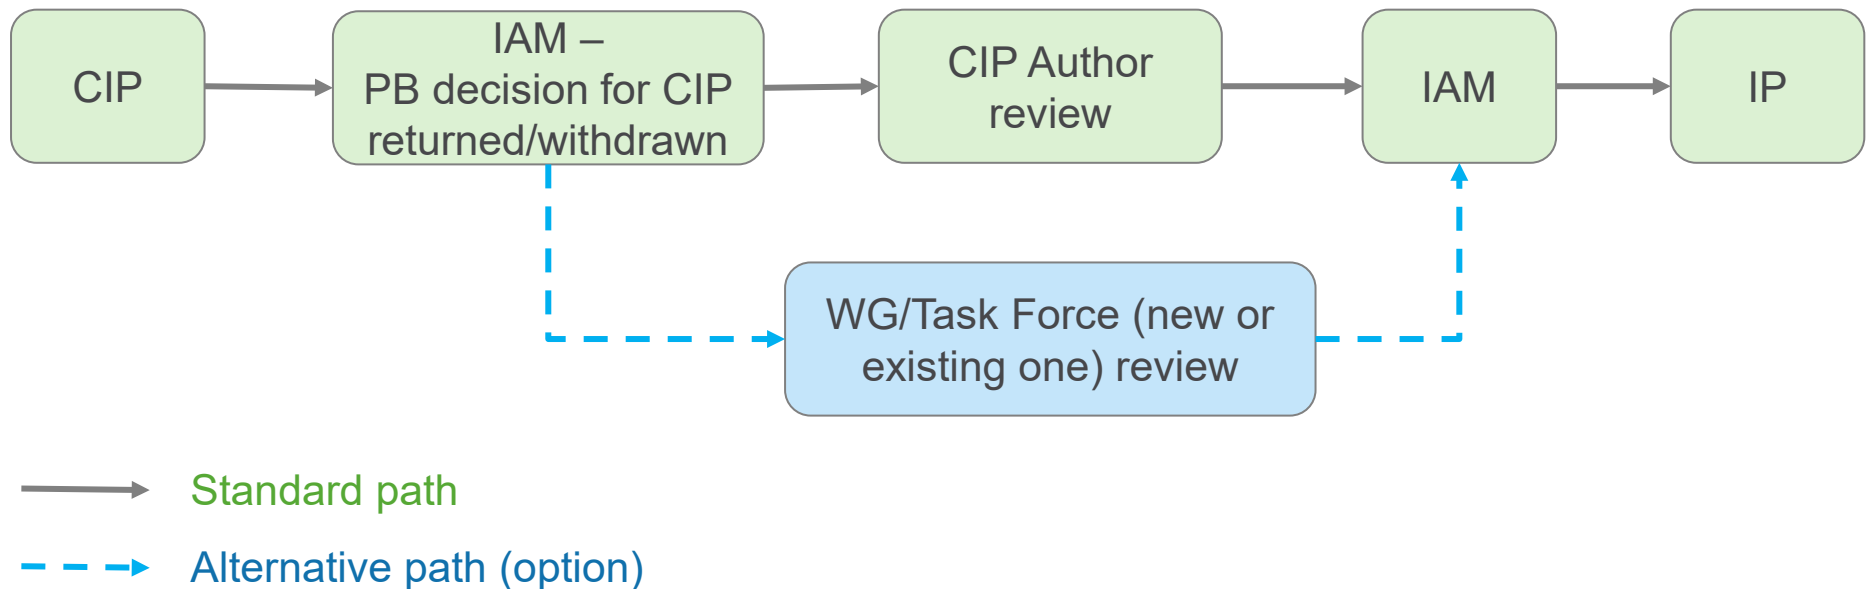 CIP
IAM –
PB decision for CIP
returned/withdrawn
CIP Author
review
IAM
IP
WG/Task Force (new or
existing one) review
Standard path
Alternative path (option)